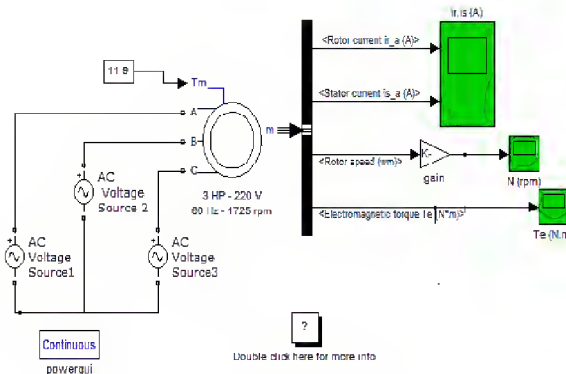 ir,is (A)
<Rotor current ir_a (A)>
11.9
Tm
<Stator current is_a (A)>
A
m
B
K-
<Rotor speed (wm)>
gain
N (rpm)
C
AC
Voltage
Source 2
3 HP - 220 V
60 Hz - 1725 rpm
<Electromagnetic torque Te (N*m)>
Te (N.m
AC
Voltage
Source1
AC
Voltage
Source3
?
Continuous
powergui
Double click here for more info